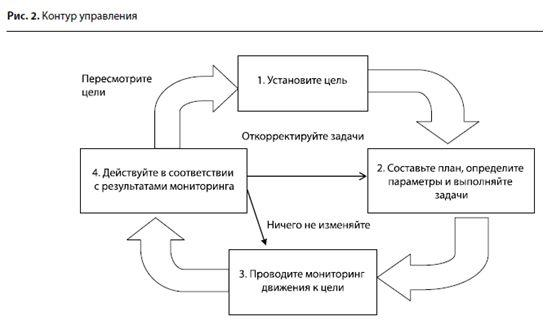 Рис. 2. Контур управления
Пересмотрите
цели
1. Установите цель
Откорректируйте задачи
4. Действуйте в соответствии
с результатами мониторинга
2. Составьте план, определите
параметры и выполняйте
задачи
Ничего не изменяйте
3. Проводите мониторинг
движения к цели